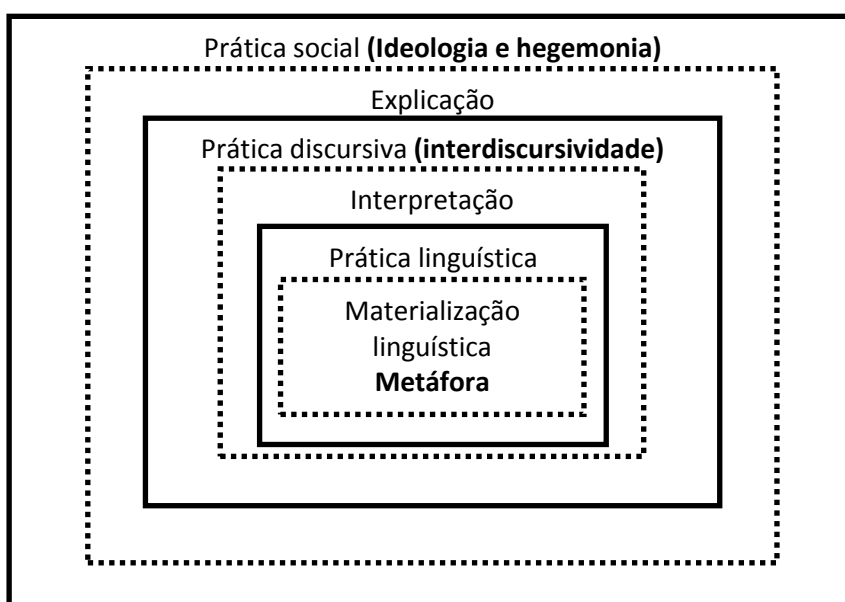 Prática social (Ideologia e hegemonia)
Explicação
Prática discursiva (interdiscursividade)
Interpretação
Prática linguística
Materialização
linguística
Metáfora